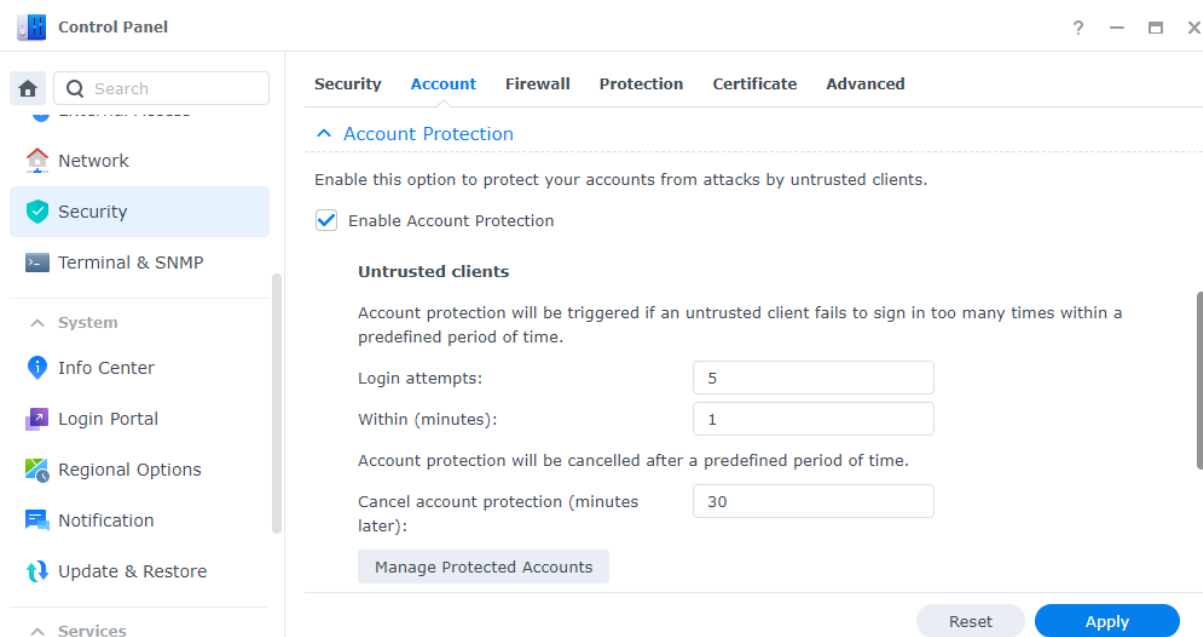 Control Panel
?
Search
Security Account Firewall Protection Certificate Advanced
External Access
Network
Security
Terminal & SNMP
System
Info Center
Login Portal
Regional Options
Notification
Update & Restore
Services
Account Protection
Enable this option to protect your accounts from attacks by untrusted clients.
Enable Account Protection
Untrusted clients
Account protection will be triggered if an untrusted client fails to sign in too many times within a
predefined period of time.
Login attempts: 5
Within (minutes): 1
Account protection will be cancelled after a predefined period of time.
Cancel account protection (minutes 30
later):
Manage Protected Accounts
Reset Apply